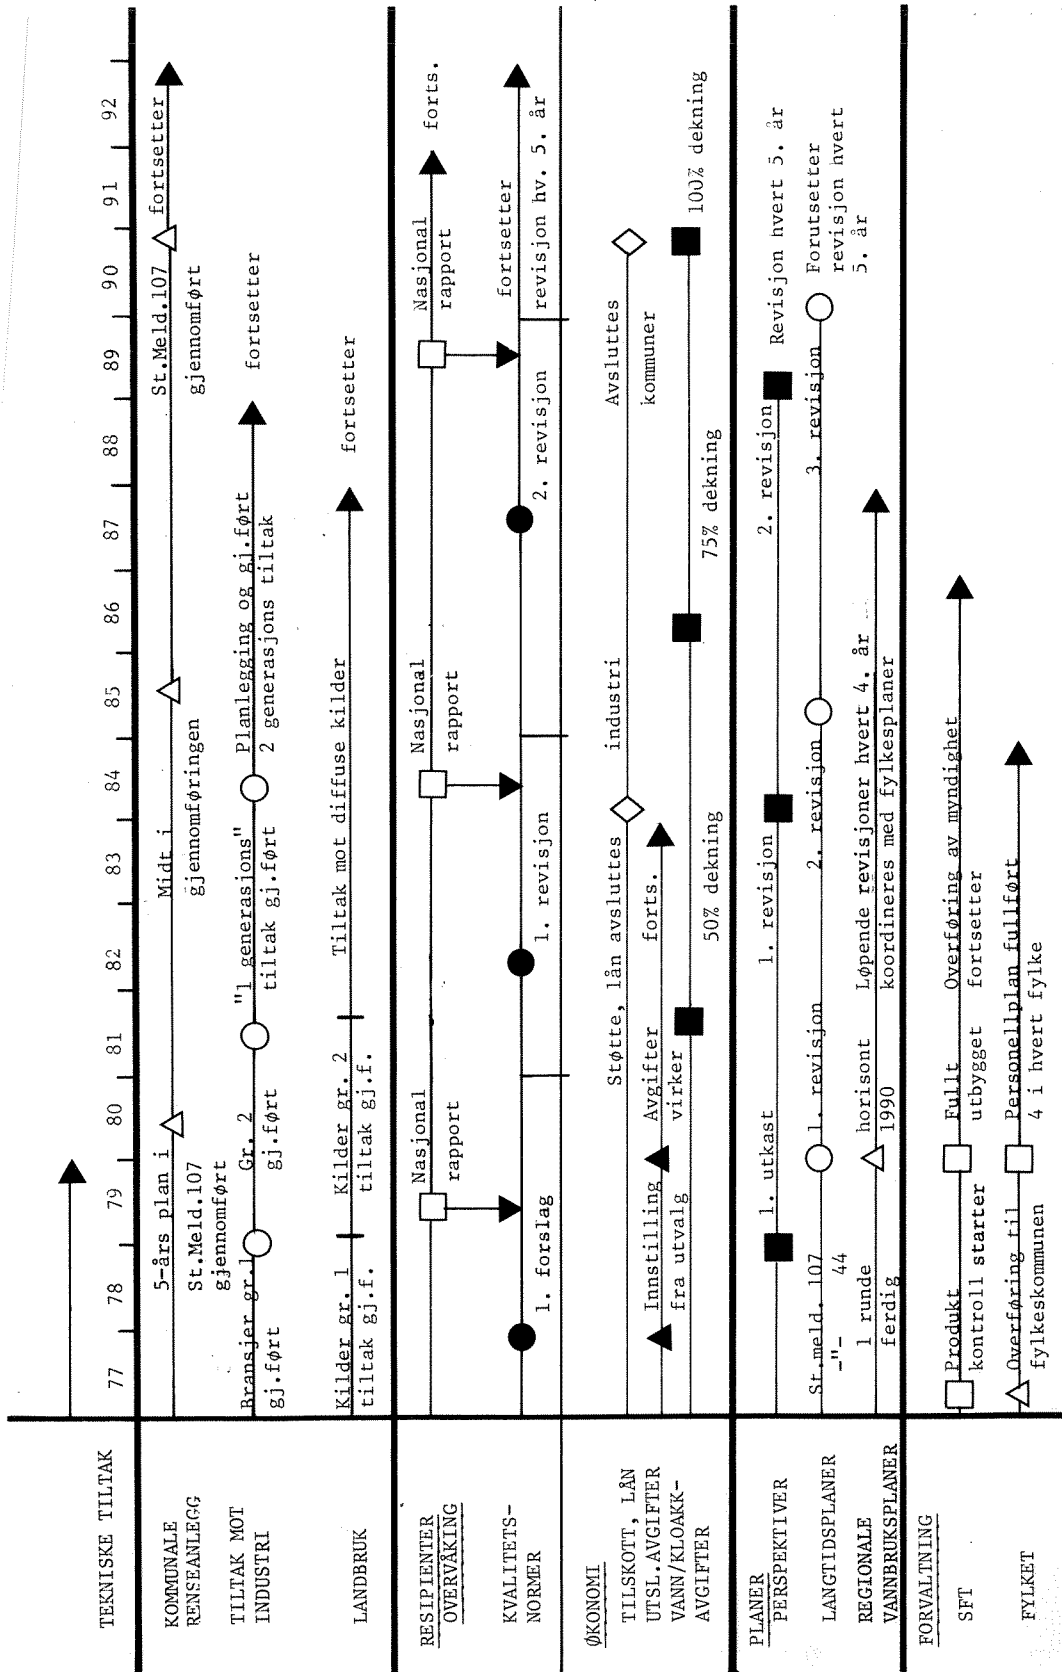 TEKNISKE TILTAK
77 78 79 80 81 82 83 84 85 86 87 88 89 90 91 92
KOMMUNALE
RENSEANLEGG
5-års plan i
St.Meld.107
gjennomført
Midt i
gjennomføringen
St.Meld.107
gjennomført
fortsetter
TILTAK MOT
INDUSTRI
Bransjer gr.1
gj.ført
Gr. 2
gj.ført
"1 generasjons"
tiltak gj.ført
Planlegging og gj.ført
2 generasjons tiltak
fortsetter
LANDBRUK
Kilder gr. 1
tiltak gj.f.
Kilder gr. 2
tiltak gj.f.
Tiltak mot diffuse kilder
fortsetter
RESIPIENTER
OVERVÅKING
Nasjonal
rapport
Nasjonal
rapport
Nasjonal
rapport
forts.
KVALITETS-
NORMER
1. forslag
1. revisjon
2. revisjon
fortsetter
revisjon hv. 5. år
ØKONOMI
TILSKOTT, LÅN
Støtte, lån avsluttes
industri
Avsluttes
kommuner
UTSL.AVGIFTER
Innstilling
fra utvalg
Avgifter
virker
forts.
VANN/KLOAKK-
AVGIFTER
50% dekning
75% dekning
100% dekning
PLANER
PERSPEKTIVER
1. utkast
1. revisjon
2. revisjon
Revisjon hvert 5. år
LANGTIDSPLANER
St.meld. 107
-"- 44
1. revisjon
2. revisjon
3. revisjon
Forutsetter
revisjon hvert
5. år
REGIONALE
VANNBRUKSPLANER
1 runde
ferdig
horisont
1990
Løpende revisjoner hvert 4. år
koordineres med fylkesplaner
FORVALTNING
SFT
Produkt
kontroll starter
Fullt
utbygget
Overføring av myndighet
fortsetter
FYLKET
Overføring til
fylkeskommunen
Personellplan fullført
4 i hvert fylke